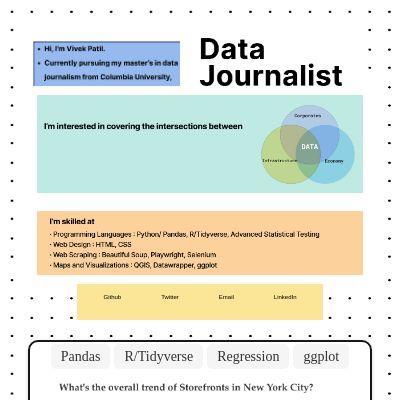 • Hi, I'm Vivek Patil.
• Currently pursuing my master's in data
journalism from Columbia University,
Data
Journalist
I'm interested in covering the intersections between
Corporates
DATA
Infrastructure
Economy
I'm skilled at
• Programming Languages : Python/ Pandas, R/Tidyverse, Advanced Statistical Testing
• Web Design : HTML, CSS
• Web Scraping : Beautiful Soup, Playwright, Selenium
• Maps and Visualizations : QGIS, Datawrapper, ggplot
Github Twitter Email LinkedIn
Pandas R/Tidyverse Regression ggplot
What's the overall trend of Storefronts in New York City?